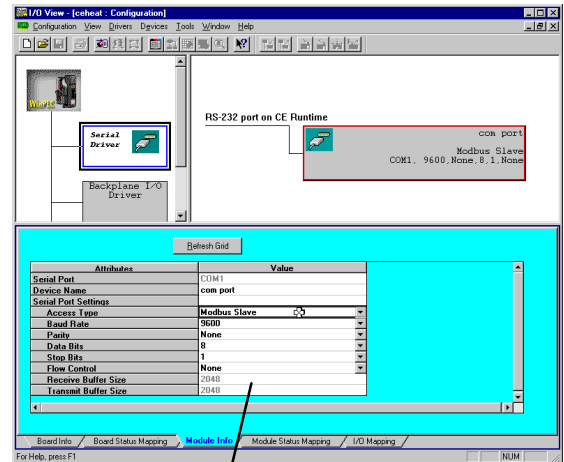 I/O View - [ceheat : Configuration]
Configuration View Drivers Devices Tools Window Help
WinPLC
Serial
Driver
Backplane I/O
Driver
RS-232 port on CE Runtime
com port
Modbus Slave
COM1, 9600,None,8,1,None
Refresh Grid
Attributes Value
Serial Port COM1
Device Name com port
Serial Port Settings
Access Type Modbus Slave
Baud Rate 9600
Parity None
Data Bits 8
Stop Bits 1
Flow Control None
Receive Buffer Size 2048
Transmit Buffer Size 2048
Board Info Board Status Mapping Module Info Module Status Mapping I/O Mapping
For Help, press F1 NUM